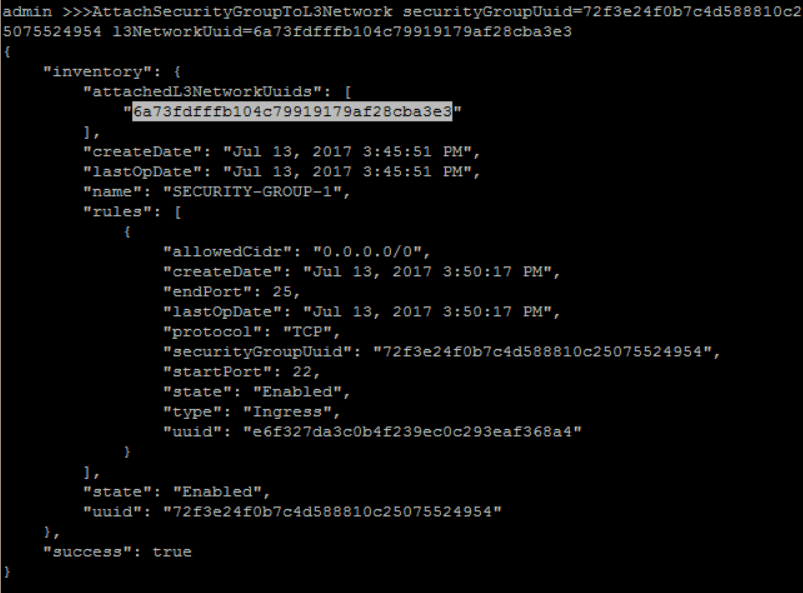 admin >>>AttachSecurityGroupToL3Network securityGroupUuid=72f3e24f0b7c4d588810c2
5075524954 l3NetworkUuid=6a73fdfffb104c79919179af28cba3e3
{
    "inventory": {
        "attachedL3NetworkUuids": [
            "6a73fdfffb104c79919179af28cba3e3"
        ],
        "createDate": "Jul 13, 2017 3:45:51 PM",
        "lastOpDate": "Jul 13, 2017 3:45:51 PM",
        "name": "SECURITY-GROUP-1",
        "rules": [
            {
                "allowedCidr": "0.0.0.0/0",
                "createDate": "Jul 13, 2017 3:50:17 PM",
                "endPort": 25,
                "lastOpDate": "Jul 13, 2017 3:50:17 PM",
                "protocol": "TCP",
                "securityGroupUuid": "72f3e24f0b7c4d588810c25075524954",
                "startPort": 22,
                "state": "Enabled",
                "type": "Ingress",
                "uuid": "e6f327da3c0b4f239ec0c293eaf368a4"
            }
        ],
        "state": "Enabled",
        "uuid": "72f3e24f0b7c4d588810c25075524954"
    },
    "success": true
}